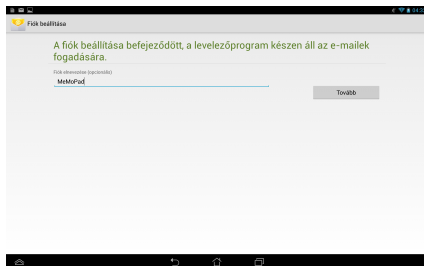 Fiók beállítása
A fiók beállítása befejeződött, a levelezőprogram készen áll az e-mailek
fogadására.
Fiók elnevezése (opcionális)
MeMoPad
Tovább